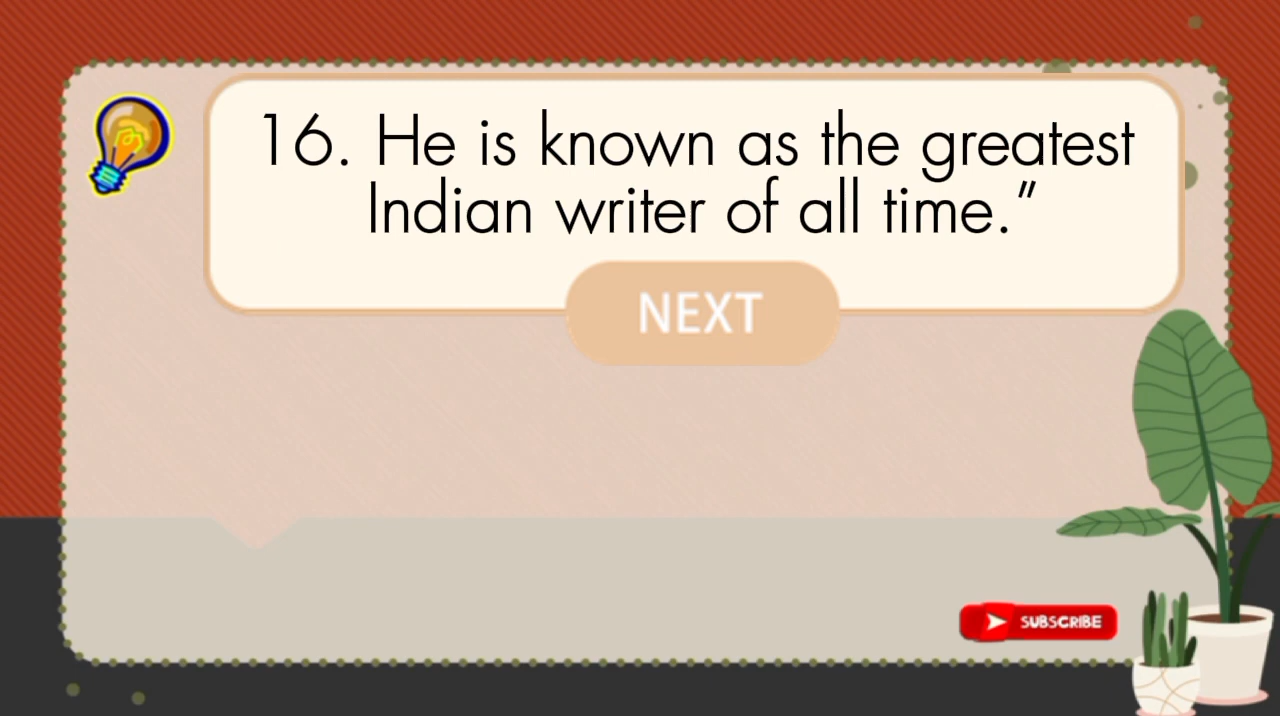 16. He is known as the greatest
Indian writer of all time.”
NEXT
SUBSCRIBE